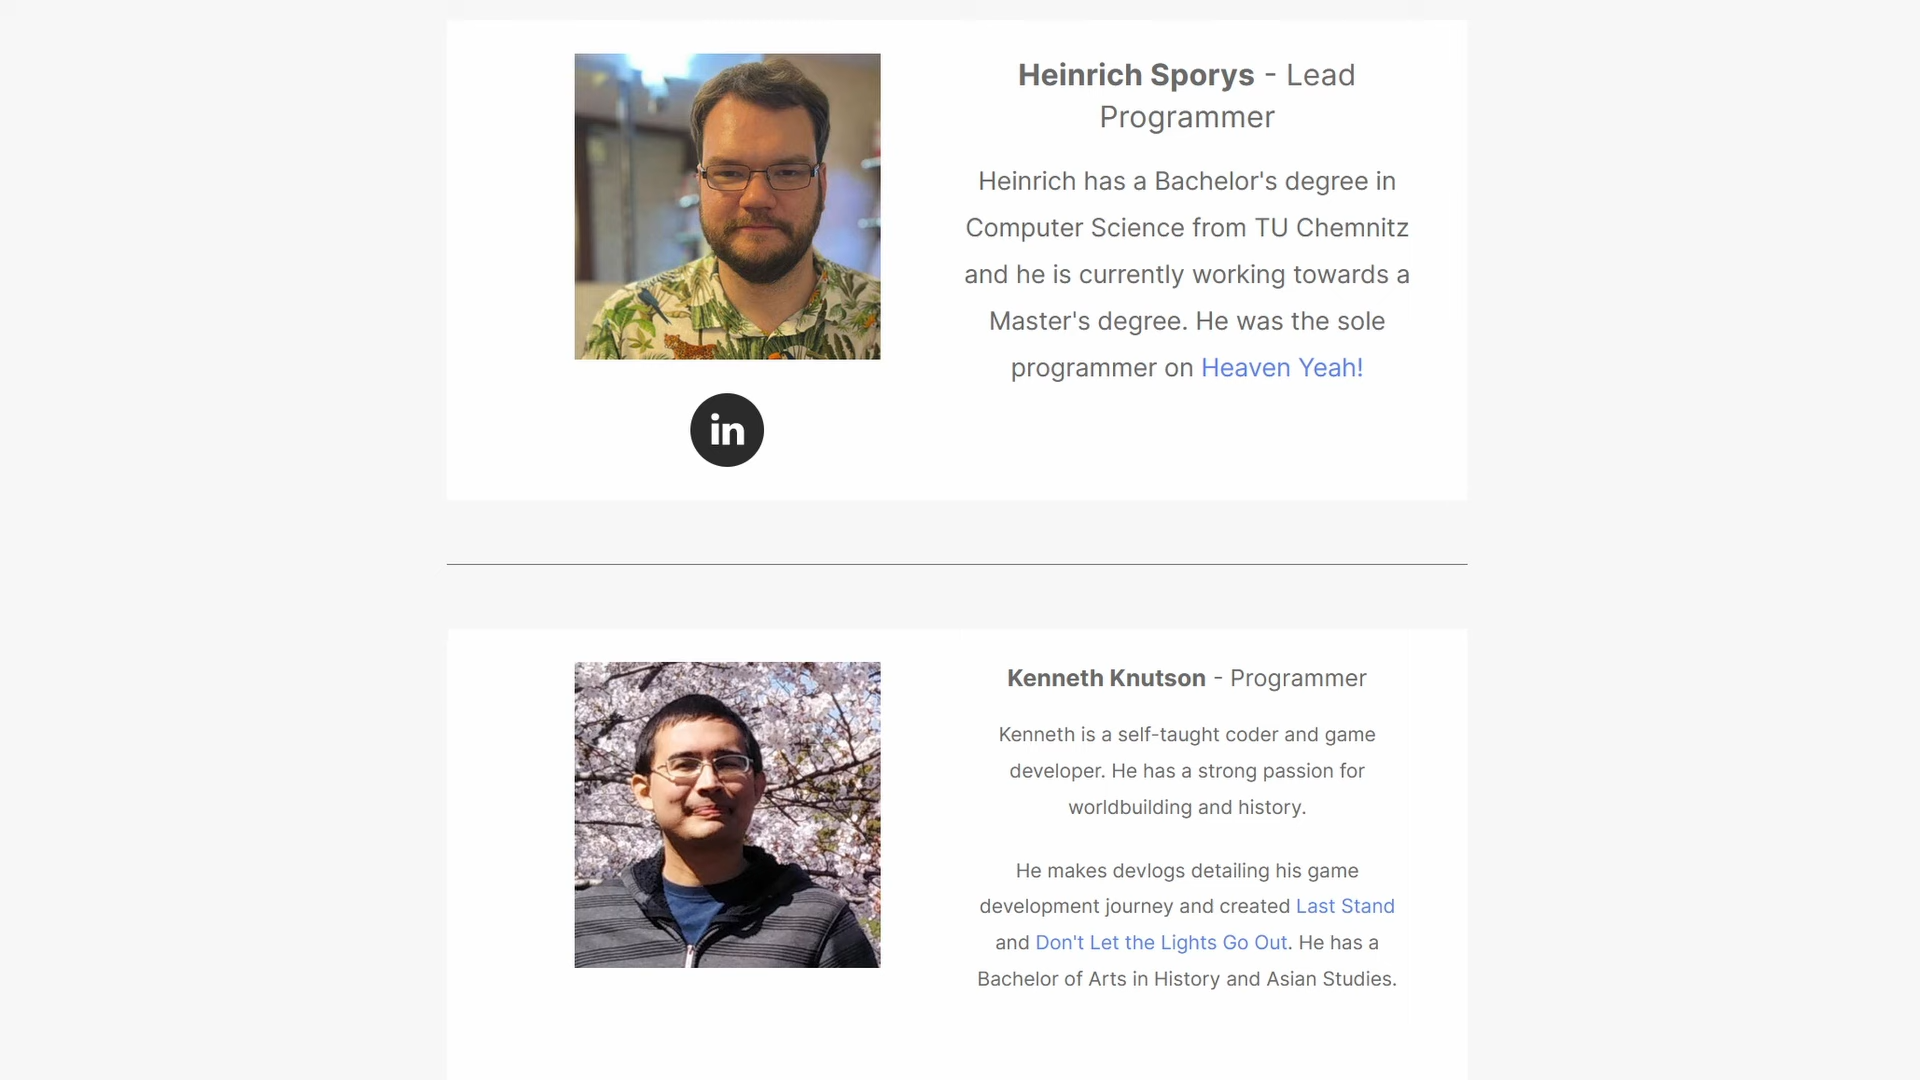 Heinrich Sporys - Lead
Programmer
Heinrich has a Bachelor's degree in
Computer Science from TU Chemnitz
and he is currently working towards a
Master's degree. He was the sole
programmer on Heaven Yeah!
in
Kenneth Knutson - Programmer
Kenneth is a self-taught coder and game
developer. He has a strong passion for
worldbuilding and history.
He makes devlogs detailing his game
development journey and created Last Stand
and Don't Let the Lights Go Out. He has a
Bachelor of Arts in History and Asian Studies.